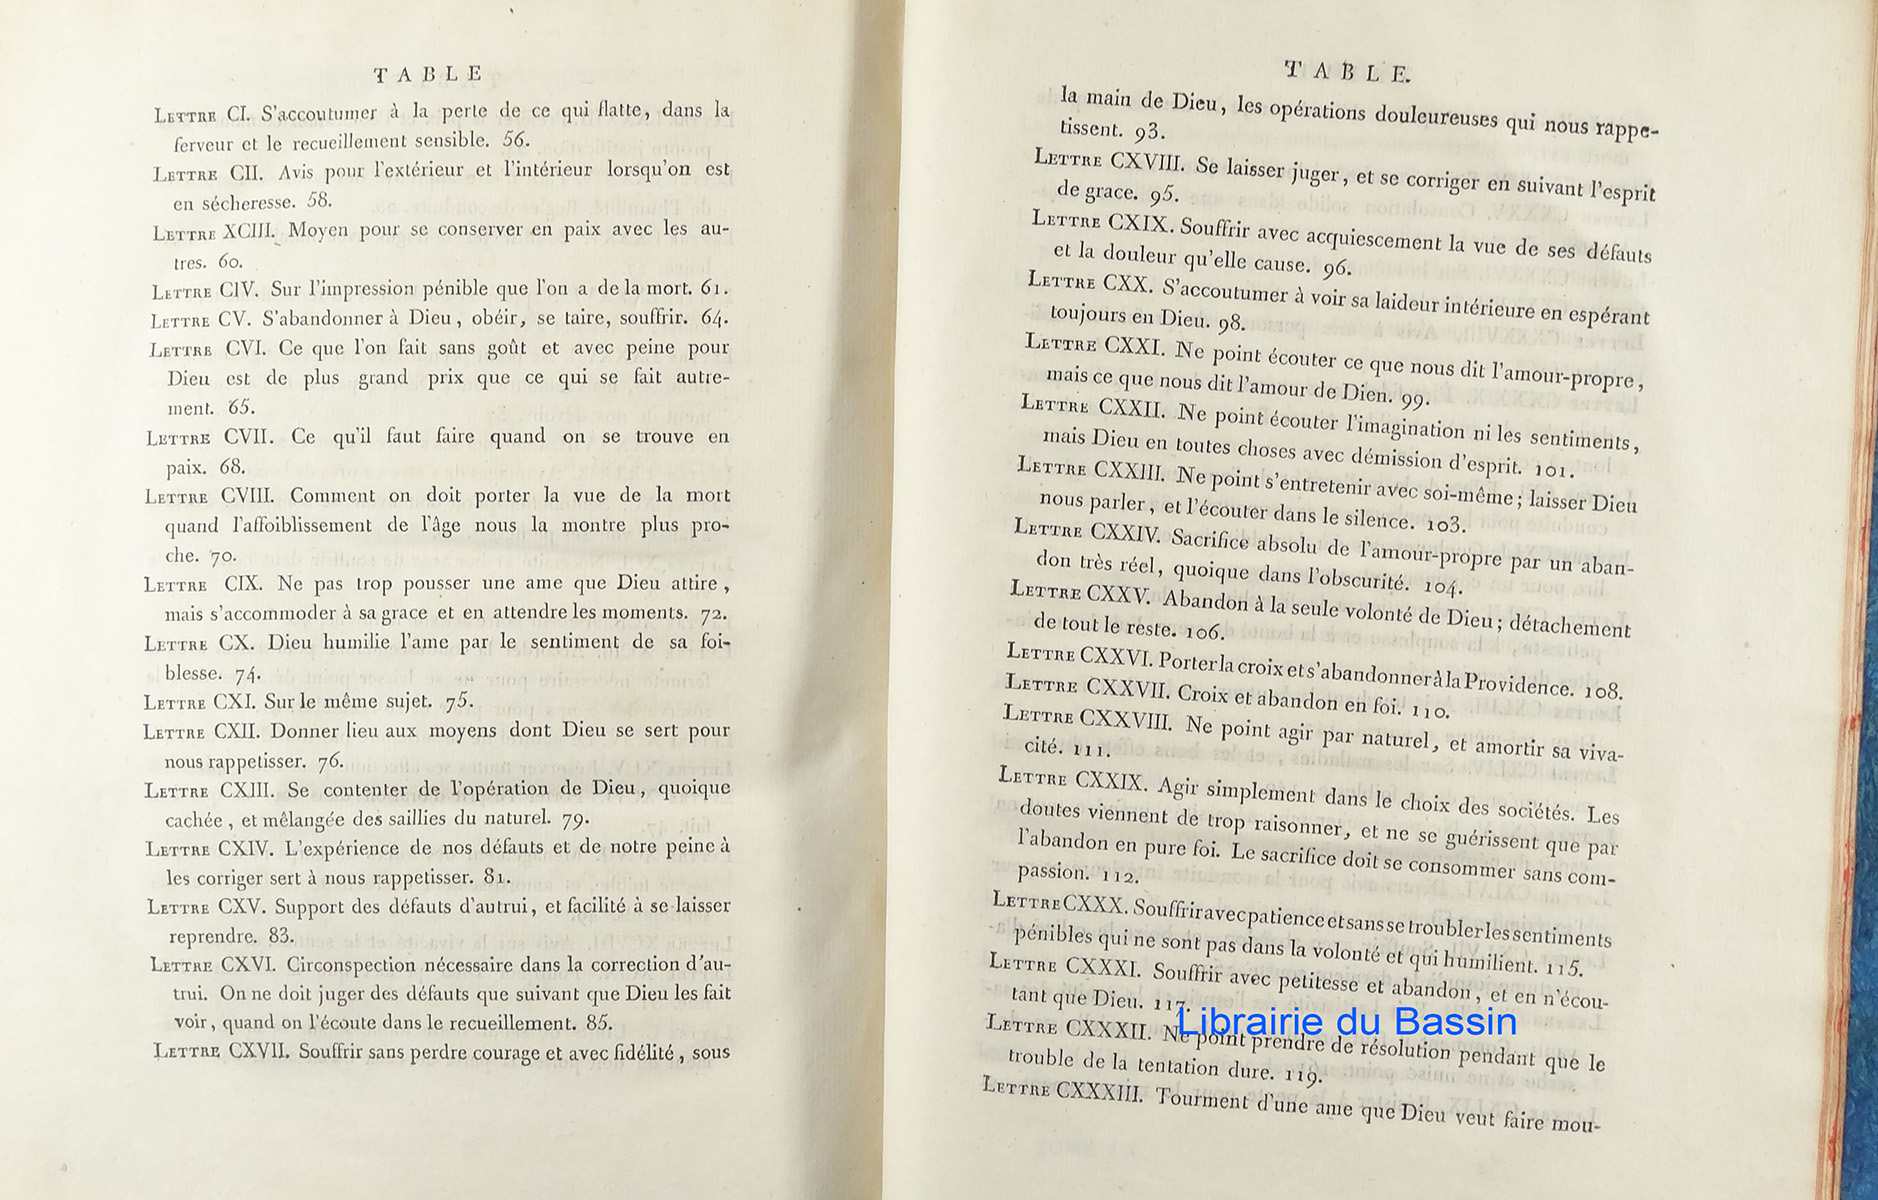 TABLE
LETTRE CI. S'accoutumer à la perte de ce qui flatte, dans la
ferveur et le recueillement sensible. 56.
LETTRE CII. Avis pour l'extérieur et l'intérieur lorsqu'on est
en sécheresse. 58.
LETTRE XCIII. Moyen pour se conserver en paix avec les au-
tres. 60.
LETTRE CIV. Sur l'impression pénible que l'on a de la mort. 61.
LETTRE CV. S'abandonner à Dieu, obéir, se taire, souffrir. 64.
LETTRE CVI. Ce que l'on fait sans goût et avec peine pour
Dieu est de plus grand prix que ce qui se fait autre-
ment. 65.
LETTRE CVII. Ce qu'il faut faire quand on se trouve en
paix. 68.
LETTRE CVIII. Comment on doit porter la vue de la mort
quand l'affoiblissement de l'âge nous la montre plus pro-
che. 70.
LETTRE CIX. Ne pas trop pousser une ame que Dieu attire,
mais s'accommoder à sa grace et en attendre les moments. 72.
LETTRE CX. Dieu humilie l'ame par le sentiment de sa foi-
blesse. 74.
LETTRE CXI. Sur le même sujet. 75.
LETTRE CXII. Donner lieu aux moyens dont Dieu se sert pour
nous rappetisser. 76.
LETTRE CXIII. Se contenter de l'opération de Dieu, quoique
cachée, et mêlangée des saillies du naturel. 79.
LETTRE CXIV. L'expérience de nos défauts et de notre peine à
les corriger sert à nous rappetisser. 81.
LETTRE CXV. Support des défauts d'autrui, et facilité à se laisser
reprendre. 83.
LETTRE CXVI. Circonspection nécessaire dans la correction d'au-
trui. On ne doit juger des défauts que suivant que Dieu les fait
voir, quand on l'écoute dans le recueillement. 85.
LETTRE CXVII. Souffrir sans perdre courage et avec fidélité, sous
TABLE.
la main de Dieu, les opérations douleureuses qui nous rappe-
tissent. 93.
LETTRE CXVIII. Se laisser juger, et se corriger en suivant l'esprit
de grace. 95.
LETTRE CXIX. Souffrir avec acquiescement la vue de ses défauts
et la douleur qu'elle cause. 96.
LETTRE CXX. S'accoutumer à voir sa laideur intérieure en espérant
toujours en Dieu. 98.
LETTRE CXXI. Ne point écouter ce que nous dit l'amour-propre,
mais ce que nous dit l'amour de Dien. 99.
LETTRE CXXII. Ne point écouter l'imagination ni les sentiments,
mais Dieu en toutes choses avec démission d'esprit. 101.
LETTRE CXXIII. Ne point s'entretenir avec soi-même; laisser Dieu
nous parler, et l'écouter dans le silence. 103.
LETTRE CXXIV. Sacrifice absolu de l'amour-propre par un aban-
don très réel, quoique dans l'obscurité. 104.
LETTRE CXXV. Abandon à la seule volonté de Dieu; détachement
de tout le reste. 106.
LETTRE CXXVI. Porter la croix et s'abandonner à la Providence. 108.
LETTRE CXXVII. Croix et abandon en foi. 110.
LETTRE CXXVIII. Ne point agir par naturel, et amortir sa viva-
cité. 111.
LETTRE CXXIX. Agir simplement dans le choix des sociétés. Les
doutes viennent de trop raisonner, et ne se guérissent que par
l'abandon en pure foi. Le sacrifice doit se consommer sans com-
passion. 112.
LETTRE CXXX. Souffrir avec patience et sans se troubler les sentiments
pénibles qui ne sont pas dans la volonté et qui humilient. 115.
LETTRE CXXXI. Souffrir avec petitesse et abandon, et en n'écou-
tant que Dieu. 117.
Librairie du Bassin
LETTRE CXXXII. Ne point prendre de résolution pendant que le
trouble de la tentation dure. 119.
LETTRE CXXXIII. Tourment d'une ame que Dieu veut faire mou-